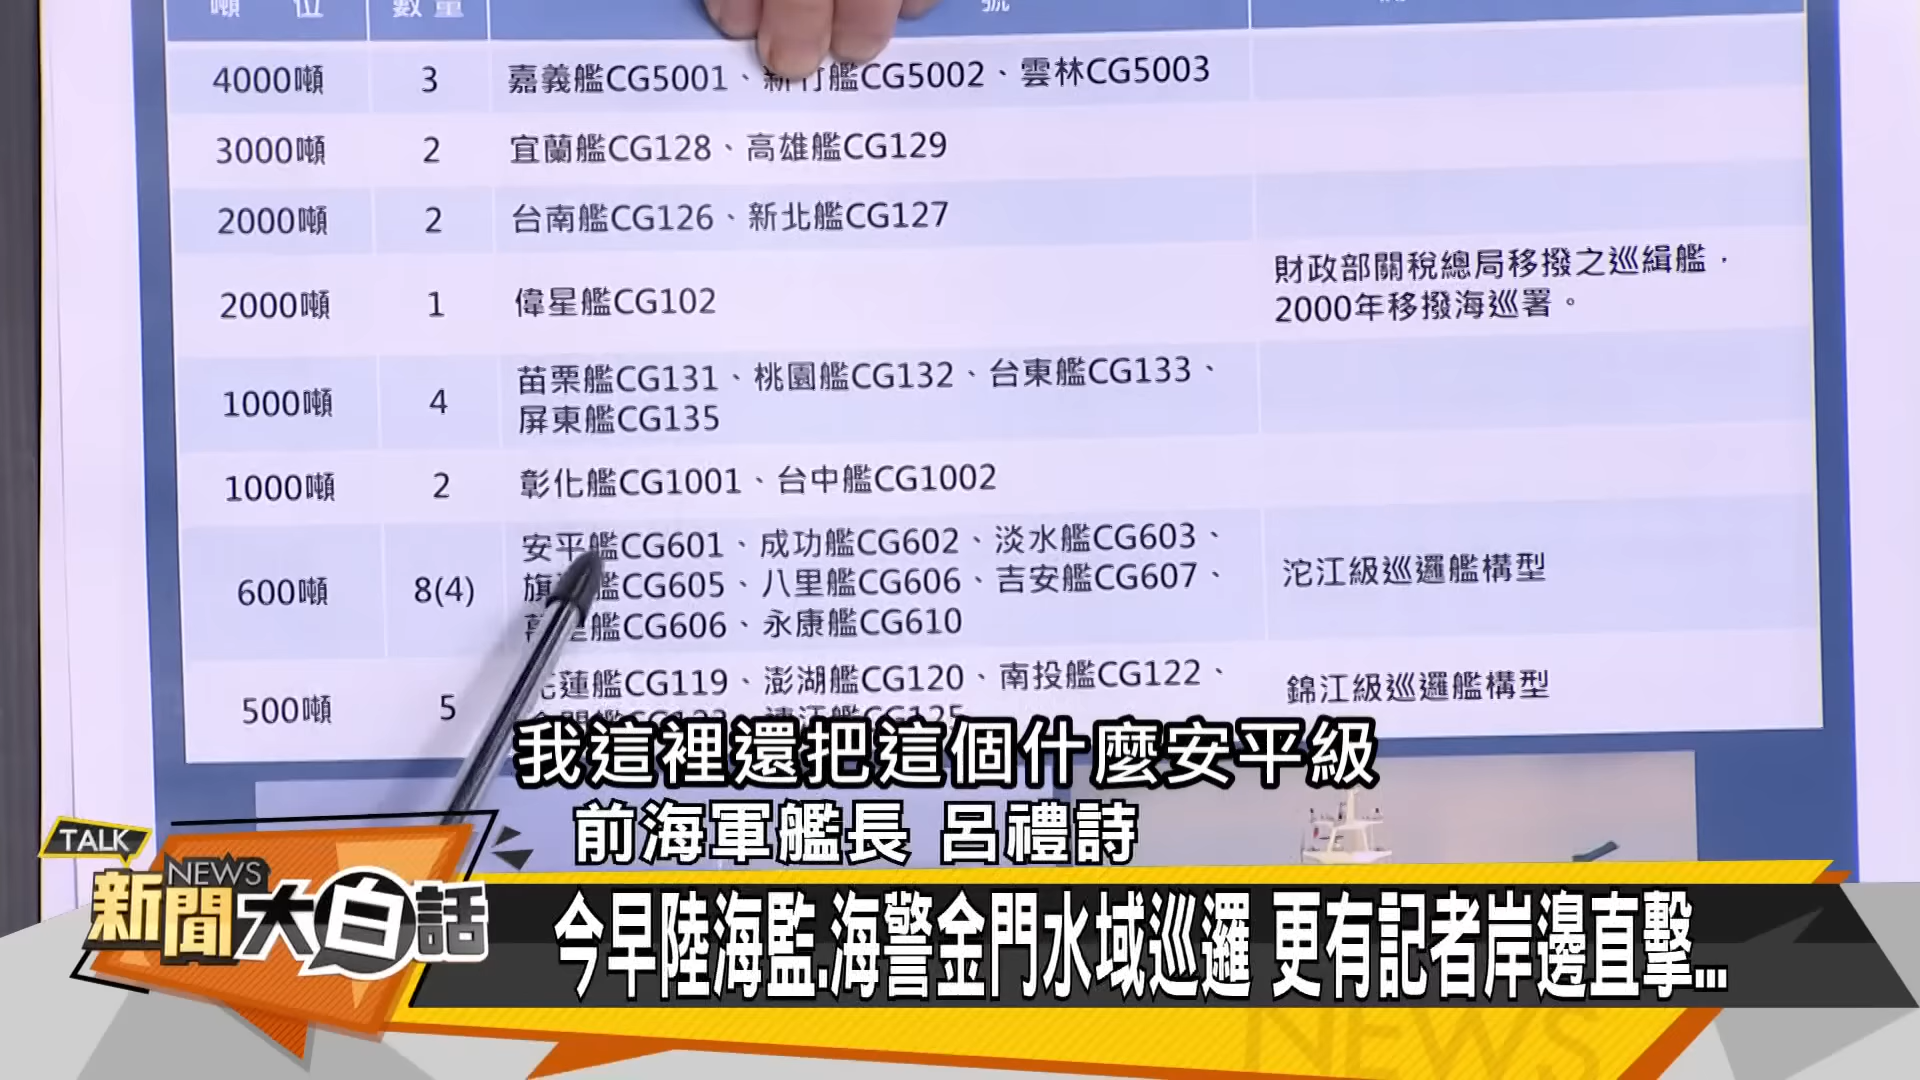 噸 位 數量 號
4000噸 3 嘉義艦CG5001、新竹艦CG5002、雲林CG5003
3000噸 2 宜蘭艦CG128、高雄艦CG129
2000噸 2 台南艦CG126、新北艦CG127
2000噸 1 偉星艦CG102 財政部關稅總局移撥之巡緝艦，
2000年移撥海巡署。
1000噸 4 苗栗艦CG131、桃園艦CG132、台東艦CG133、
屏東艦CG135
1000噸 2 彰化艦CG1001、台中艦CG1002
600噸 8(4) 安平艦CG601、成功艦CG602、淡水艦CG603、
旗 艦CG605、八里艦CG606、吉安艦CG607、
艦CG606、永康艦CG610
沱江級巡邏艦構型
500噸 5 蓮艦CG119、澎湖艦CG120、南投艦CG122、
錦江級巡邏艦構型
我這裡還把這個什麼安平級
前海軍艦長 呂禮詩
TALK
NEWS
新聞大白話
今早陸海監.海警金門水域巡邏 更有記者岸邊直擊...
NEWS